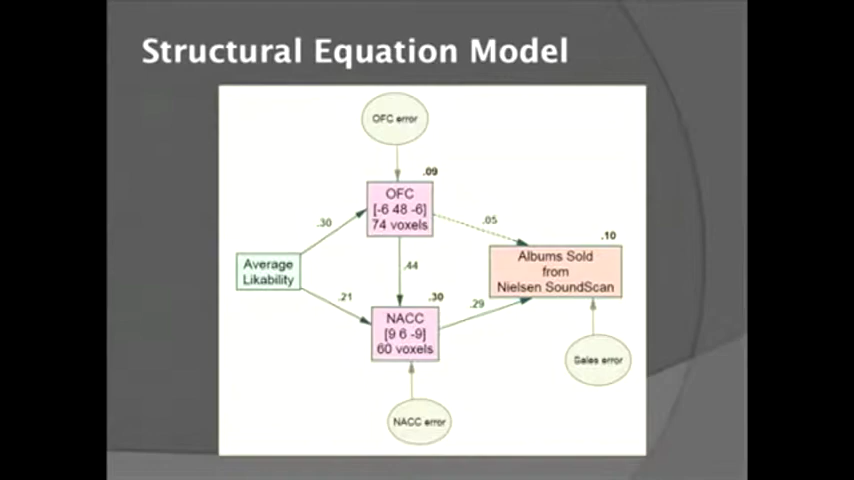 Structural Equation Model
OFC error
.09
OFC
[-6 48 -6]
74 voxels
.30
.05
.10
Average
Likability
.44
Albums Sold
from
Nielsen SoundScan
.21
.30
.29
NACC
[9 6 -9]
60 voxels
Sales error
NACC error